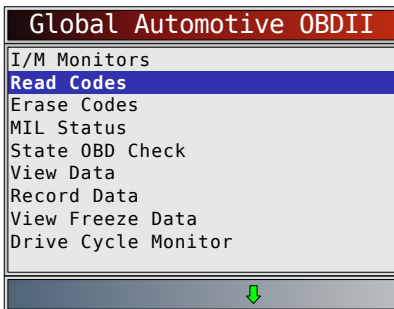 Global Automotive OBDII
I/M Monitors
Read Codes
Erase Codes
MIL Status
State OBD Check
View Data
Record Data
View Freeze Data
Drive Cycle Monitor